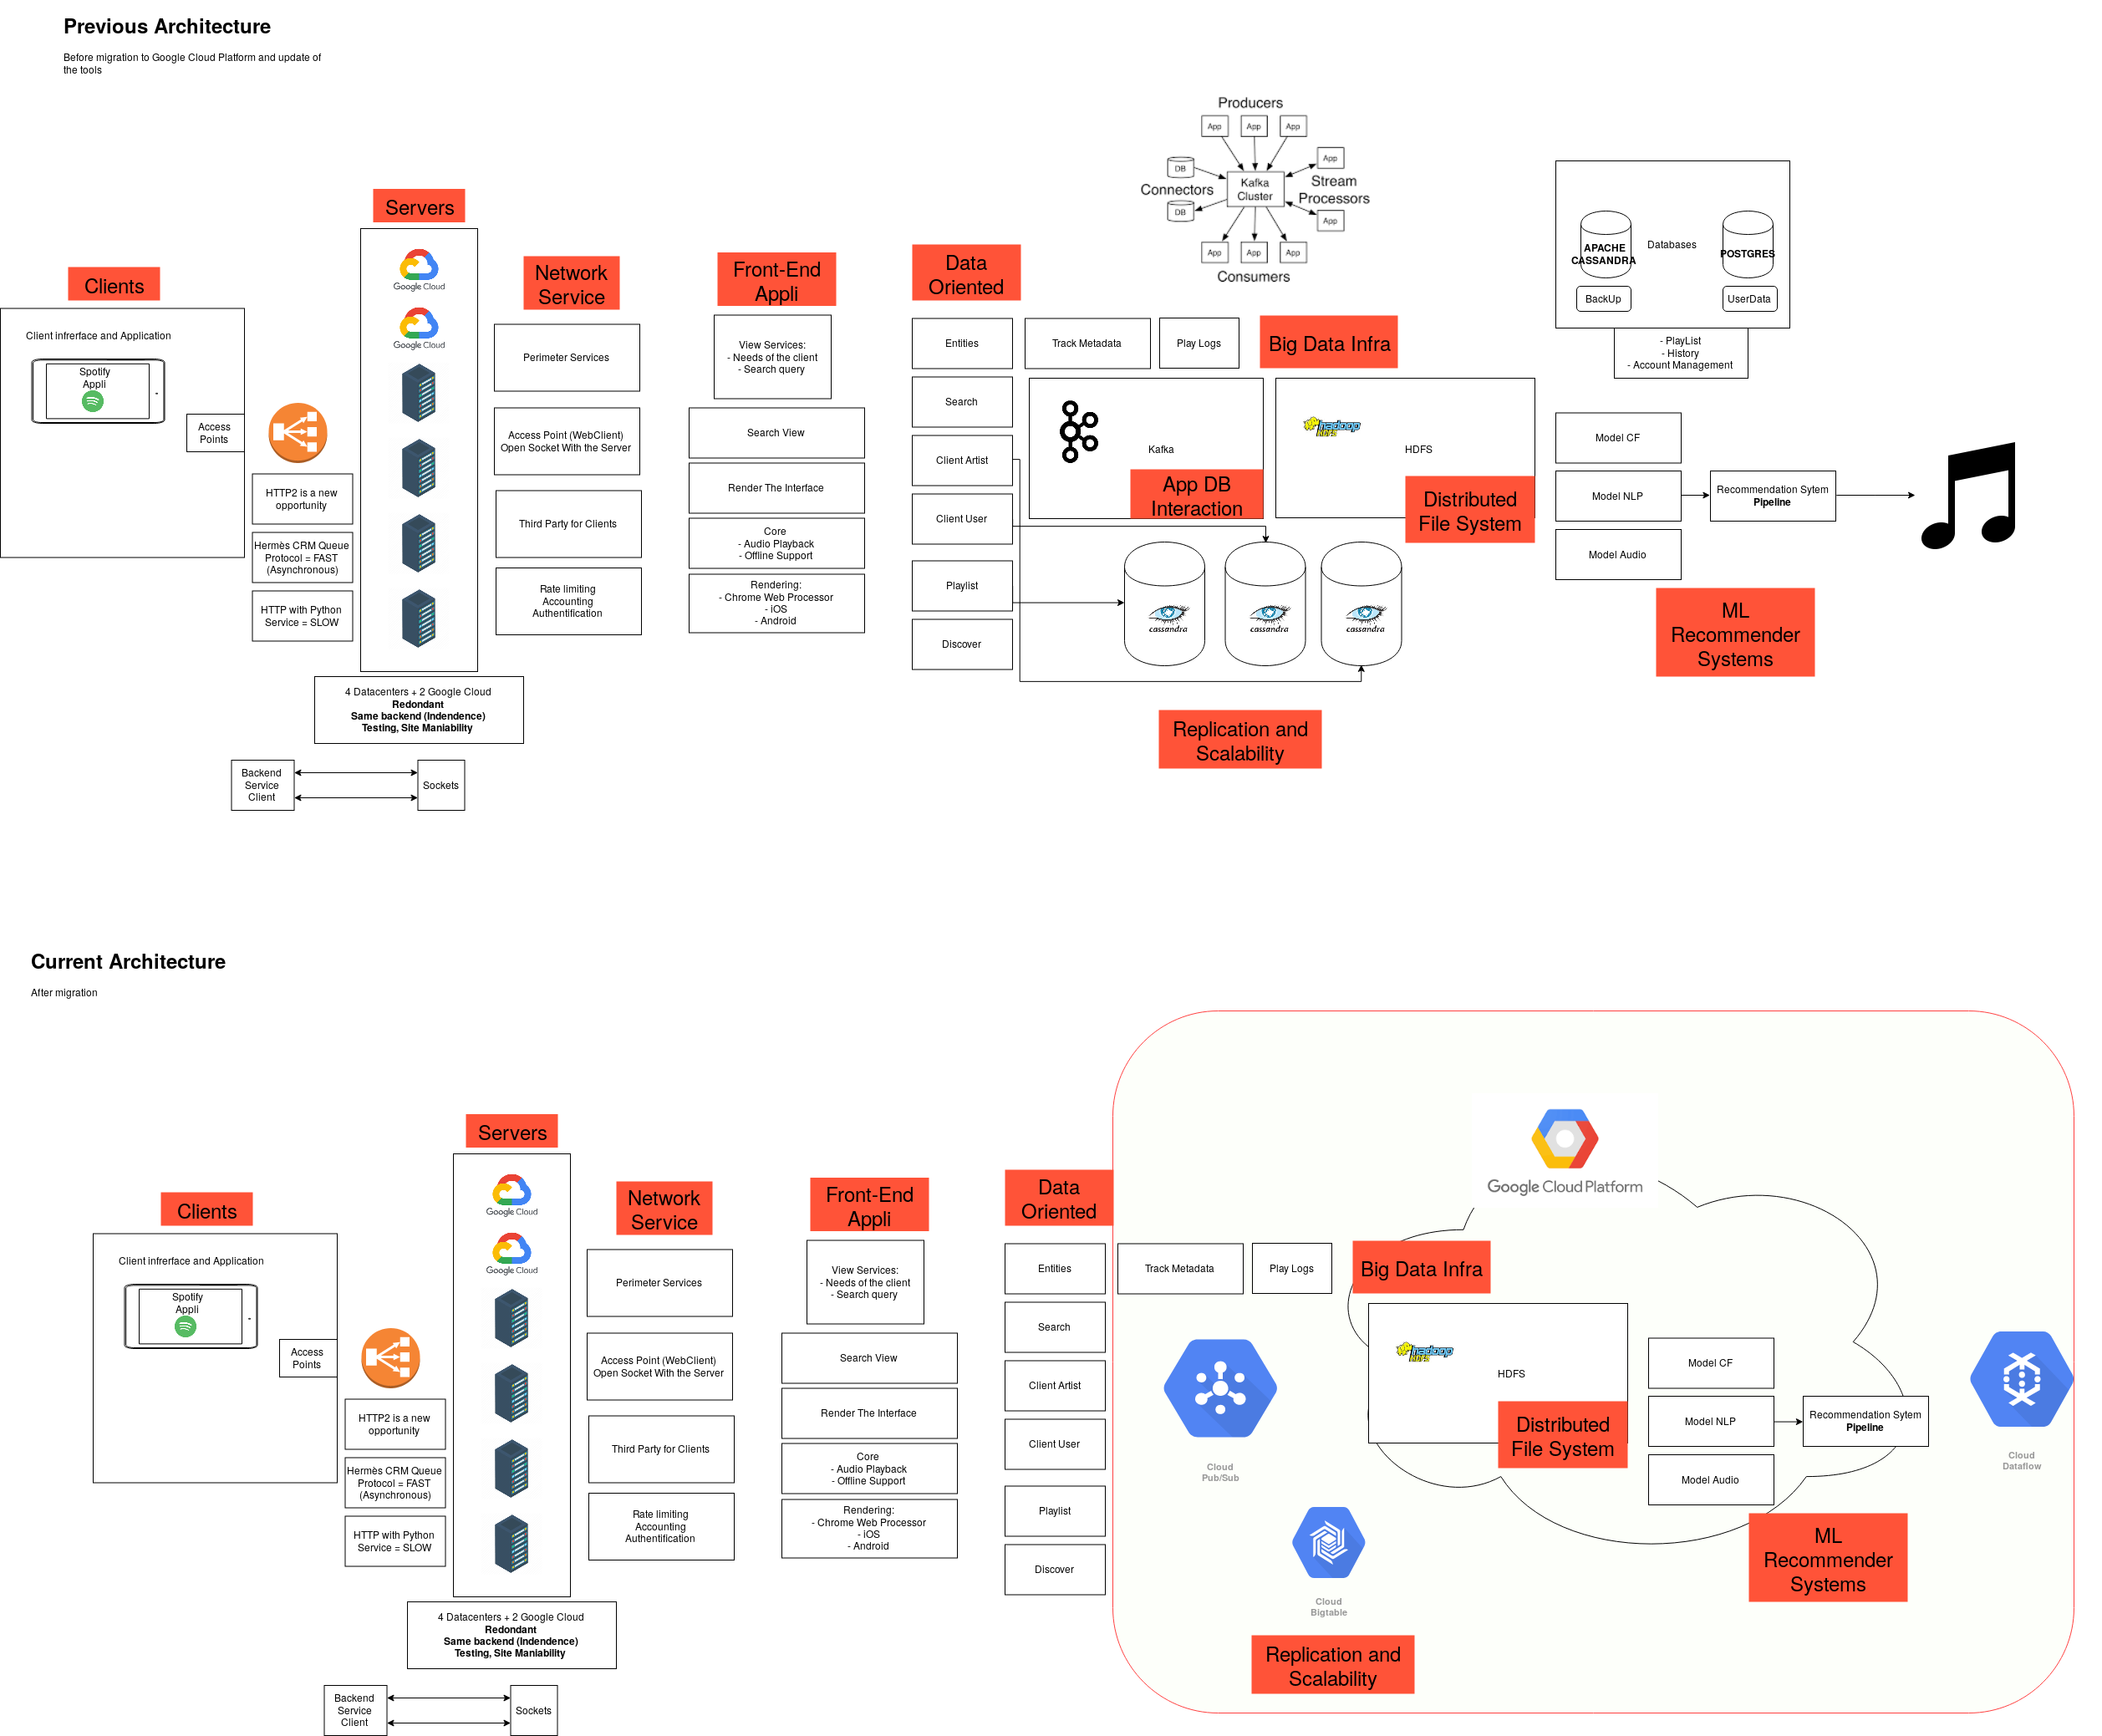 Previous Architecture
Before migration to Google Cloud Platform and update of
the tools
Producers
App
App
App
DB
App
Connectors
Kafka
Cluster
Stream
Processors
DB
App
App
App
App
Consumers
Clients
Client infrerface and Application
Spotify
Appli
Access
Points
HTTP2 is a new
opportunity
Hermès CRM Queue
Protocol = FAST
(Asynchronous)
HTTP with Python
Service = SLOW
Servers
Google Cloud
Google Cloud
4 Datacenters + 2 Google Cloud
Redondant
Same backend (Indendence)
Testing, Site Maniability
Backend
Service
Client
Sockets
Network
Service
Perimeter Services
Access Point (WebClient)
Open Socket With the Server
Third Party for Clients
Rate limiting
Accounting
Authentification
Front-End
Appli
View Services:
- Needs of the client
- Search query
Search View
Render The Interface
Core
- Audio Playback
- Offline Support
Rendering:
- Chrome Web Processor
- iOS
- Android
Data
Oriented
Entities
Track Metadata
Play Logs
Search
Client Artist
Client User
Playlist
Discover
Big Data Infra
Kafka
App DB
Interaction
hadoop
HDFS
HDFS
Distributed
File System
cassandra
cassandra
cassandra
Replication and
Scalability
APACHE
CASSANDRA
Databases
POSTGRES
BackUp
UserData
- PlayList
- History
- Account Management
Model CF
Model NLP
Model Audio
Recommendation Sytem
Pipeline
ML
Recommender
Systems
Current Architecture
After migration
Clients
Client infrerface and Application
Spotify
Appli
Access
Points
HTTP2 is a new
opportunity
Hermès CRM Queue
Protocol = FAST
(Asynchronous)
HTTP with Python
Service = SLOW
Servers
Google Cloud
Google Cloud
4 Datacenters + 2 Google Cloud
Redondant
Same backend (Indendence)
Testing, Site Maniability
Backend
Service
Client
Sockets
Network
Service
Perimeter Services
Access Point (WebClient)
Open Socket With the Server
Third Party for Clients
Rate limiting
Accounting
Authentification
Front-End
Appli
View Services:
- Needs of the client
- Search query
Search View
Render The Interface
Core
- Audio Playback
- Offline Support
Rendering:
- Chrome Web Processor
- iOS
- Android
Data
Oriented
Entities
Track Metadata
Play Logs
Search
Client Artist
Client User
Playlist
Discover
Google Cloud Platform
Big Data Infra
hadoop
HDFS
HDFS
Distributed
File System
Cloud
Pub/Sub
Cloud
Bigtable
Replication and
Scalability
Model CF
Model NLP
Model Audio
Recommendation Sytem
Pipeline
ML
Recommender
Systems
Cloud
Dataflow